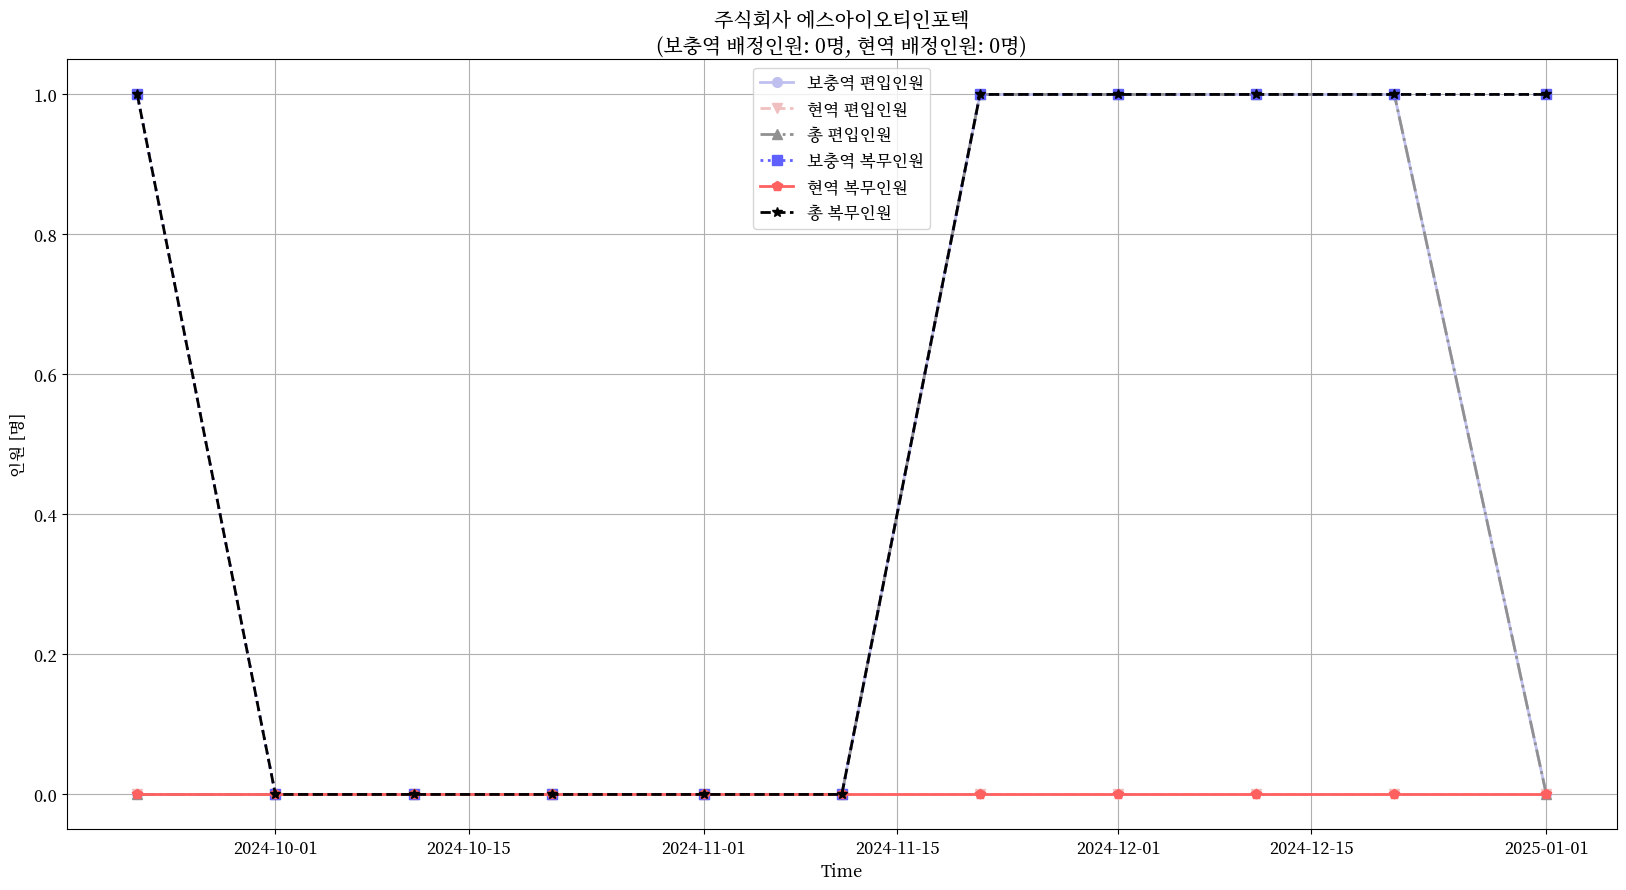 주식회사 에스아이오티인포텍
(보충역 배정인원: 0명, 현역 배정인원: 0명)
보충역 편입인원
현역 편입인원
총 편입인원
보충역 복무인원
현역 복무인원
총 복무인원
1.0
0.8
0.6
0.4
0.2
0.0
인원 [명]
2024-10-01
2024-10-15
2024-11-01
2024-11-15
2024-12-01
2024-12-15
2025-01-01
Time